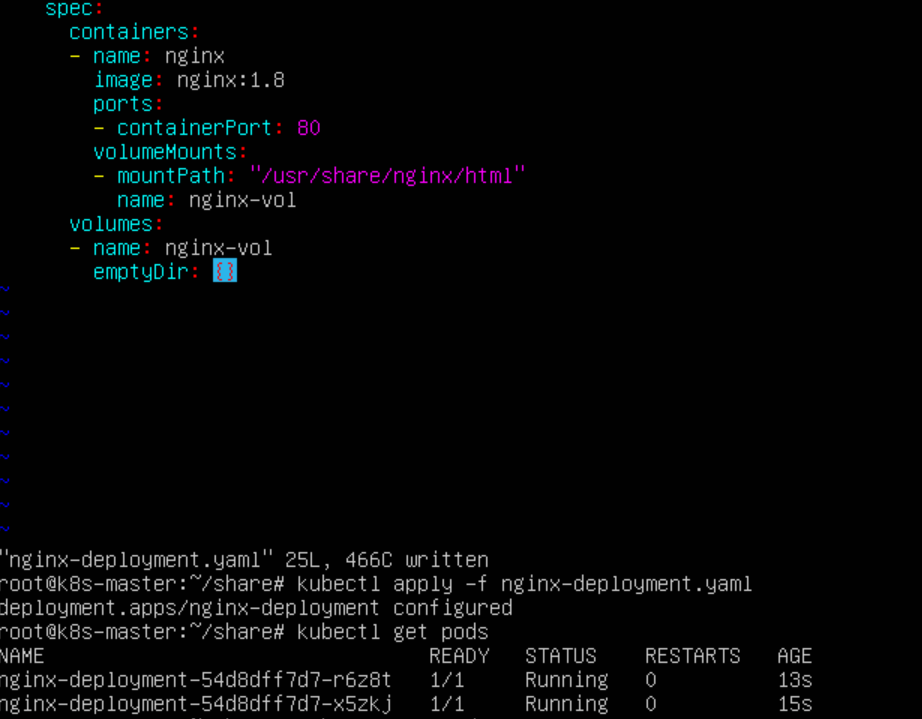 spec:
containers:
- name: nginx
image: nginx:1.8
ports:
- containerPort: 80
volumeMounts:
- mountPath: "/usr/share/nginx/html"
name: nginx-vol
volumes:
- name: nginx-vol
emptyDir: {}
~
~
~
~
~
~
~
~
~
~
~
"nginx-deployment.yaml" 25L, 466C written
root@k8s-master:~/share# kubectl apply -f nginx-deployment.yaml
deployment.apps/nginx-deployment configured
root@k8s-master:~/share# kubectl get pods
NAME READY STATUS RESTARTS AGE
nginx-deployment-54d8dff7d7-r6z8t 1/1 Running 0 13s
nginx-deployment-54d8dff7d7-x5zkj 1/1 Running 0 15s